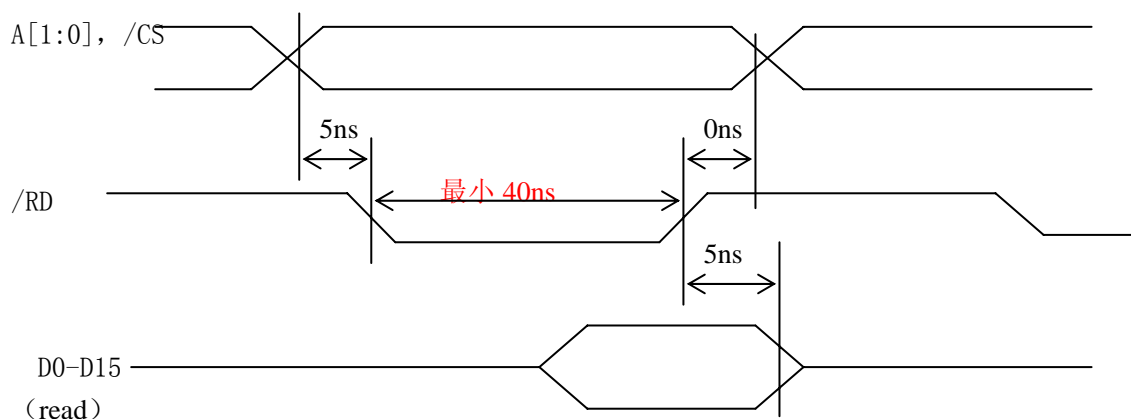 A[1:0]，/CS
5ns
0ns
最小 40ns
/RD
5ns
D0-D15
（read）